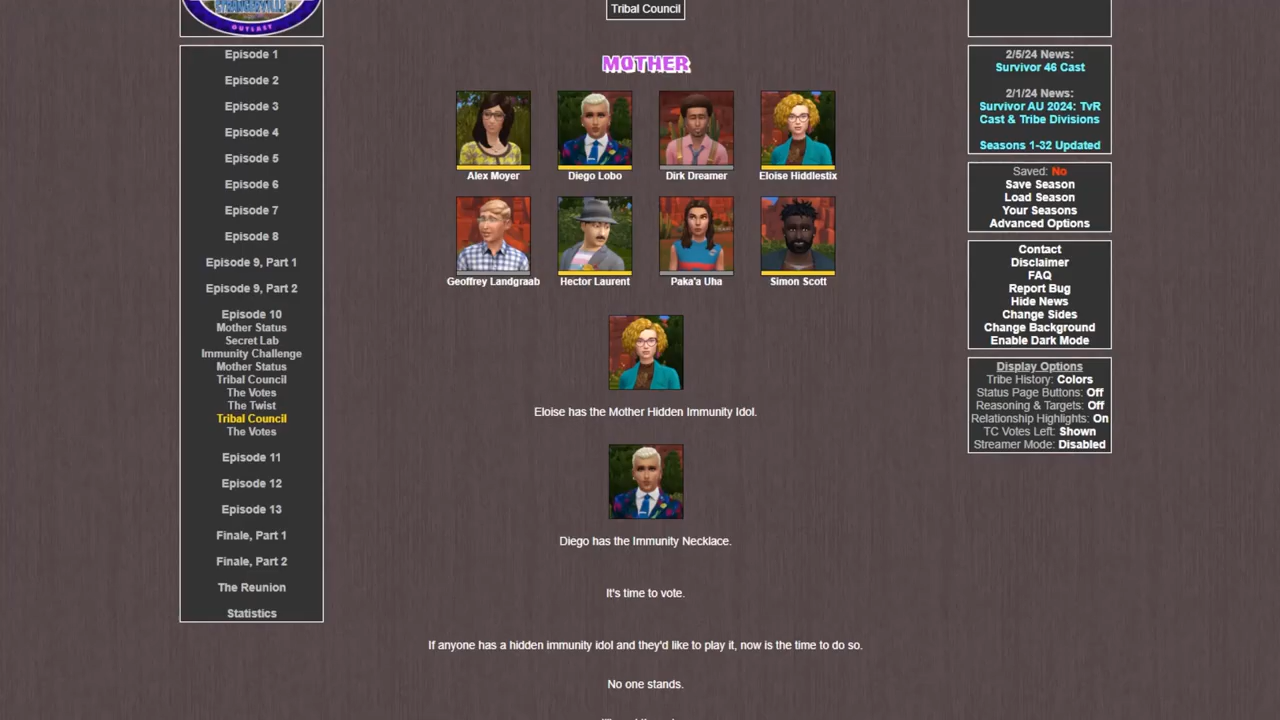 STRANGERVILLE
OUTLAST
Episode 1
Episode 2
Episode 3
Episode 4
Episode 5
Episode 6
Episode 7
Episode 8
Episode 9, Part 1
Episode 9, Part 2
Episode 10
Mother Status
Secret Lab
Immunity Challenge
Mother Status
Tribal Council
The Votes
The Twist
Tribal Council
The Votes
Episode 11
Episode 12
Episode 13
Finale, Part 1
Finale, Part 2
The Reunion
Statistics
Tribal Council
MOTHER
Alex Moyer
Diego Lobo
Dirk Dreamer
Eloise Hiddlestix
Geoffrey Landgraab
Hector Laurent
Paka'a Uha
Simon Scott
Eloise has the Mother Hidden Immunity Idol.
Diego has the Immunity Necklace.
It's time to vote.
If anyone has a hidden immunity idol and they'd like to play it, now is the time to do so.
No one stands.
2/5/24 News:
Survivor 46 Cast
2/1/24 News:
Survivor AU 2024: TvR
Cast & Tribe Divisions
Seasons 1-32 Updated
Saved: No
Save Season
Load Season
Your Seasons
Advanced Options
Contact
Disclaimer
FAQ
Report Bug
Hide News
Change Sides
Change Background
Enable Dark Mode
Display Options
Tribe History: Colors
Status Page Buttons: Off
Reasoning & Targets: Off
Relationship Highlights: On
TC Votes Left: Shown
Streamer Mode: Disabled